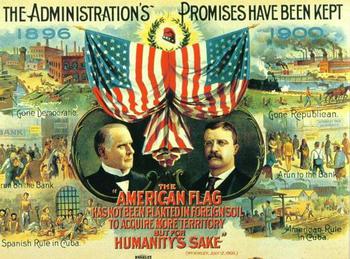 THE ADMINISTRATION'S PROMISES HAVE BEEN KEPT
1896
1900
Gone Democratic.
Gone Republican.
BANK
A run on the Bank
A run to the Bank.
Spanish Rule in Cuba.
American Rule in Cuba.
THE
"AMERICAN FLAG
HAS NOT BEEN PLANTED IN FOREIGN SOIL
TO ACQUIRE MORE TERRITORY
BUT FOR
HUMANITY'S SAKE"